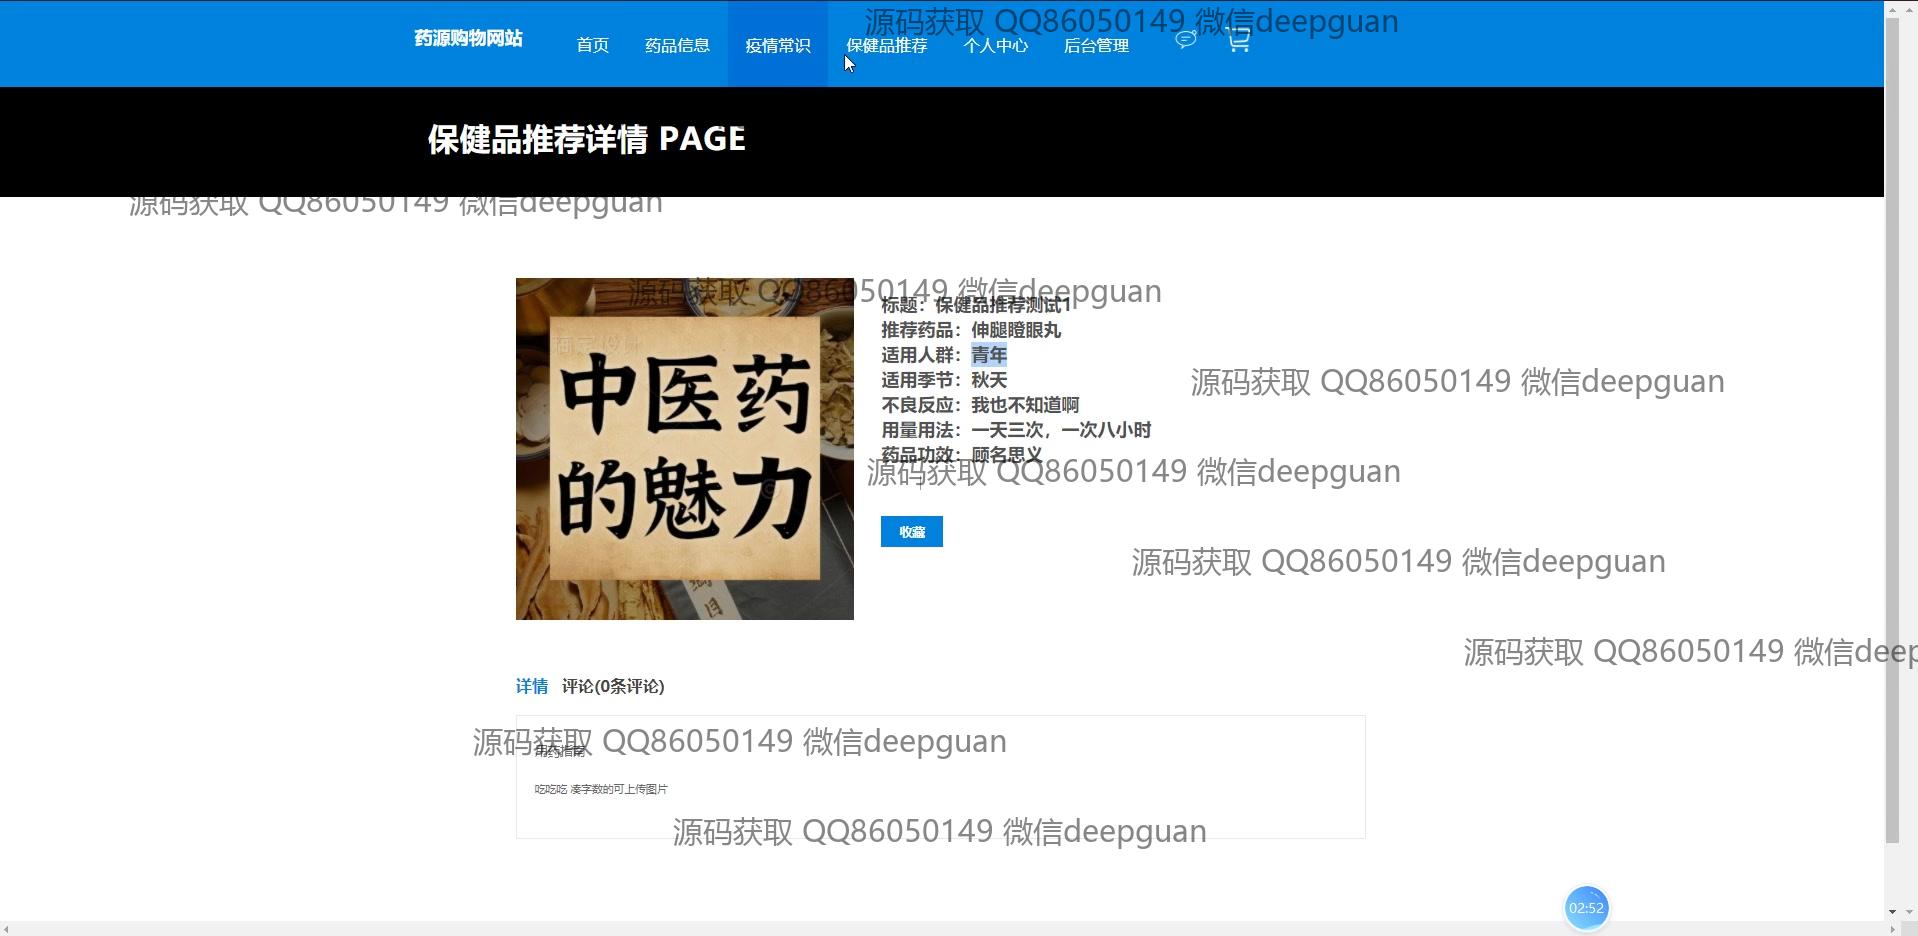 源码获取 QQ86050149 微信deepguan
药源购物网站
首页
药品信息
疫情常识
保健品推荐
个人中心
后台管理
保健品推荐详情 PAGE
源码获取 QQ86050149 微信deepguan
源码获取 QQ86050149 微信deepguan
中医药
的魅力
标题：保健品推荐测试1
推荐药品：伸腿瞪眼丸
适用人群：青年
源码获取 QQ86050149 微信deepguan
适用季节：秋天
不良反应：我也不知道啊
用量用法：一天三次，一次八小时
药品功效：顾名思义
源码获取 QQ86050149 微信deepguan
收藏
源码获取 QQ86050149 微信deepguan
源码获取 QQ86050149 微信deep
详情
评论(0条评论)
源码获取 QQ86050149 微信deepguan
用药指南
吃吃吃 凑字数的可上传图片
源码获取 QQ86050149 微信deepguan
02:52